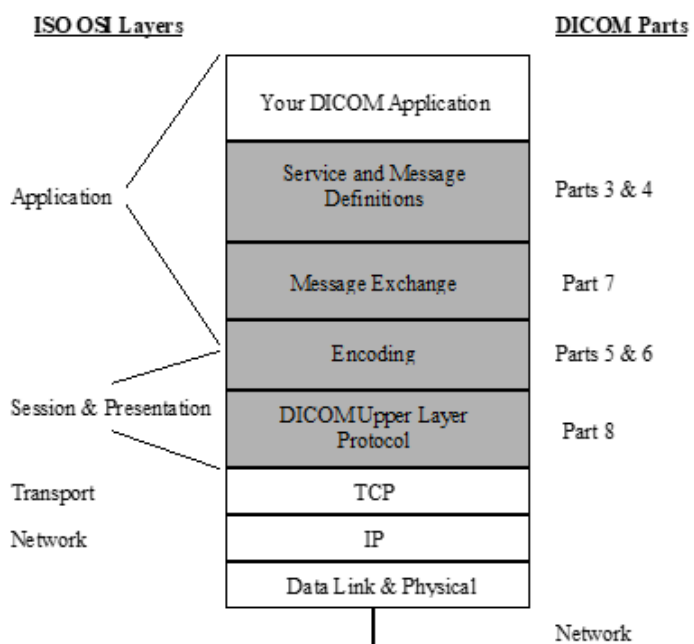 ISO OSI Layers
DICOM Parts
Your DICOM Application
Service and Message
Definitions
Application
Parts 3 & 4
Message Exchange
Part 7
Encoding
Parts 5 & 6
Session & Presentation
DICOM Upper Layer
Protocol
Part 8
Transport
TCP
Network
IP
Data Link & Physical
Network